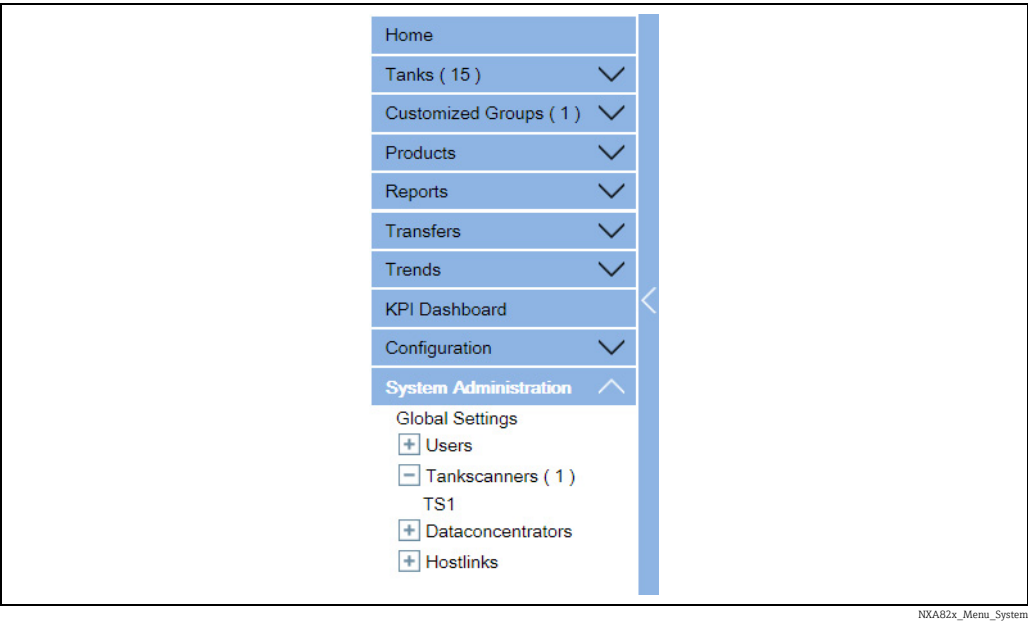 Home
Tanks ( 15 )
Customized Groups ( 1 )
Products
Reports
Transfers
Trends
KPI Dashboard
Configuration
System Administration
Global Settings
Users
Tankscanners ( 1 )
TS1
Dataconcentrators
Hostlinks
NXA82x_Menu_System